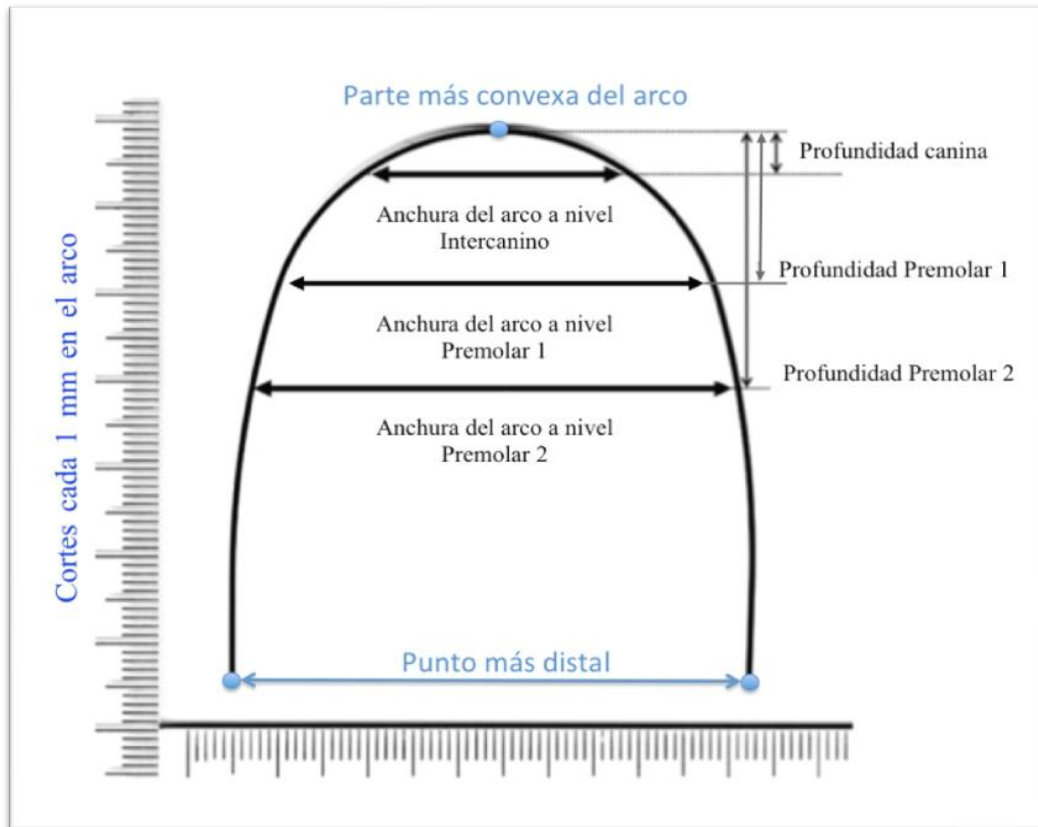 Parte más convexa del arco
Profundidad canina
Anchura del arco a nivel
Intercanino
Profundidad Premolar 1
Anchura del arco a nivel
Premolar 1
Profundidad Premolar 2
Anchura del arco a nivel
Premolar 2
Cortes cada 1 mm en el arco
Punto más distal